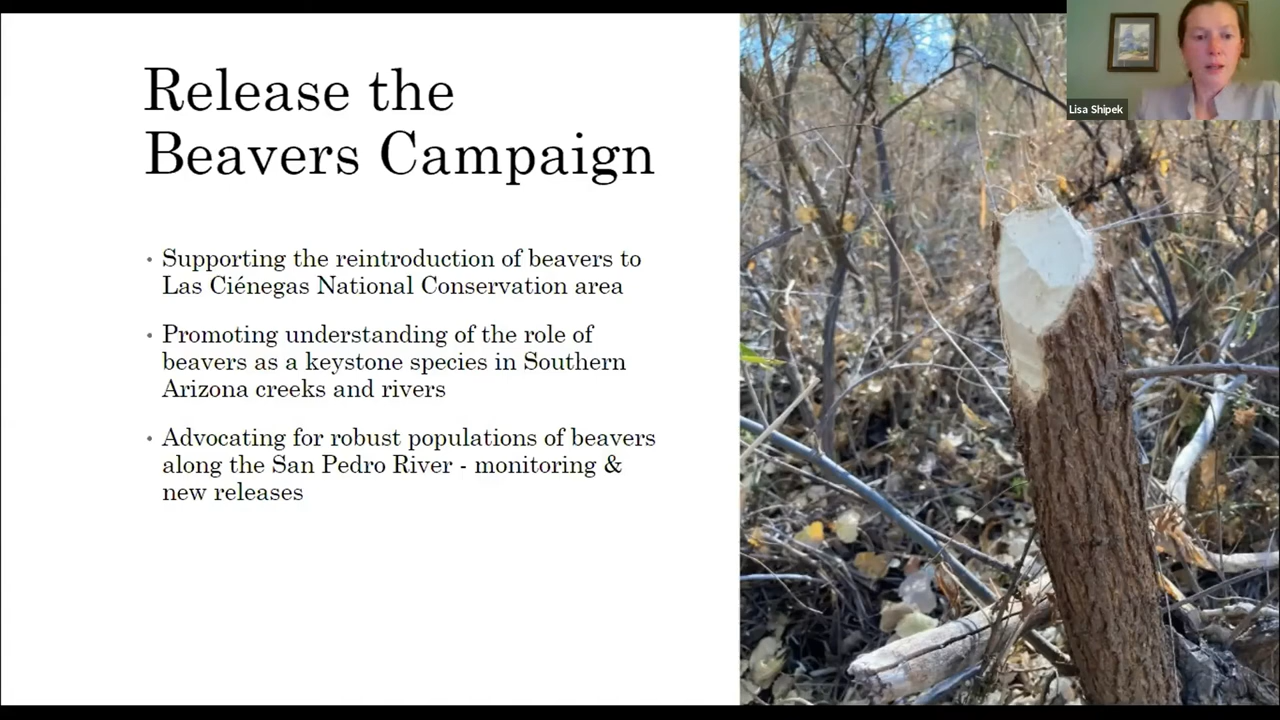 Release the
Beavers Campaign
• Supporting the reintroduction of beavers to
Las Ciénegas National Conservation area
• Promoting understanding of the role of
beavers as a keystone species in Southern
Arizona creeks and rivers
• Advocating for robust populations of beavers
along the San Pedro River - monitoring &
new releases
Lisa Shipek